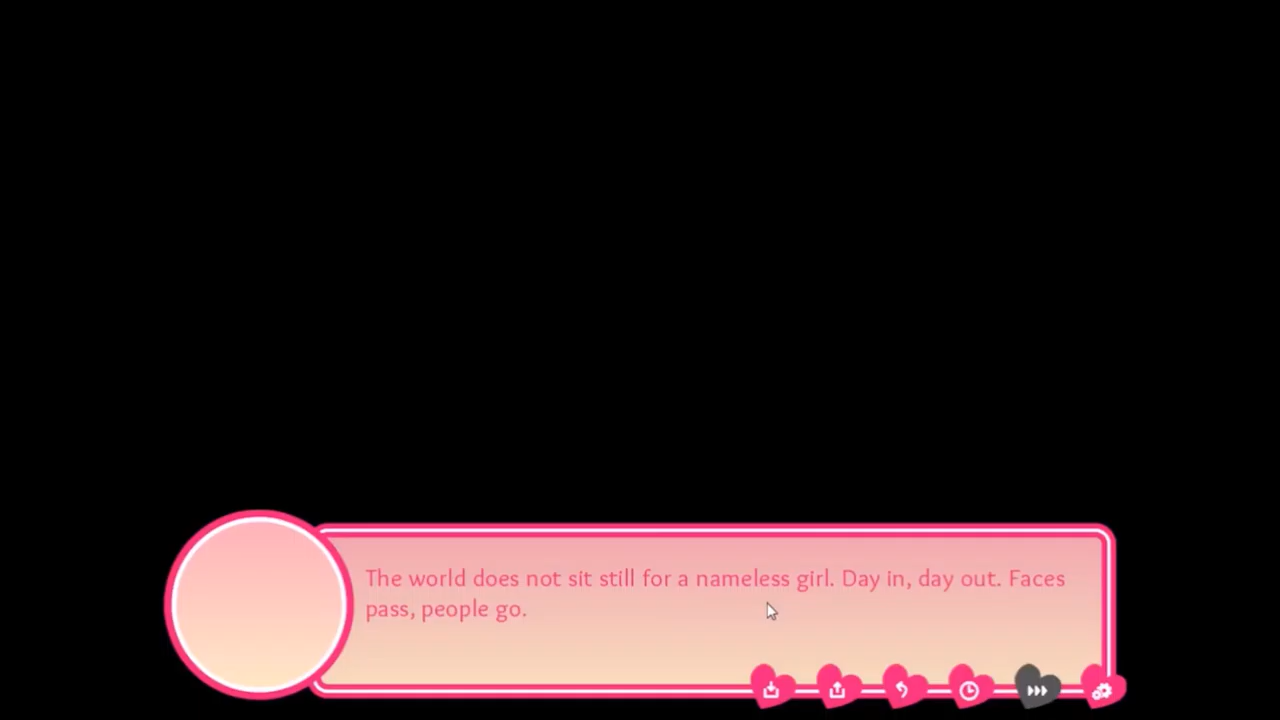 The world does not sit still for a nameless girl. Day in, day out. Faces
pass, people go.